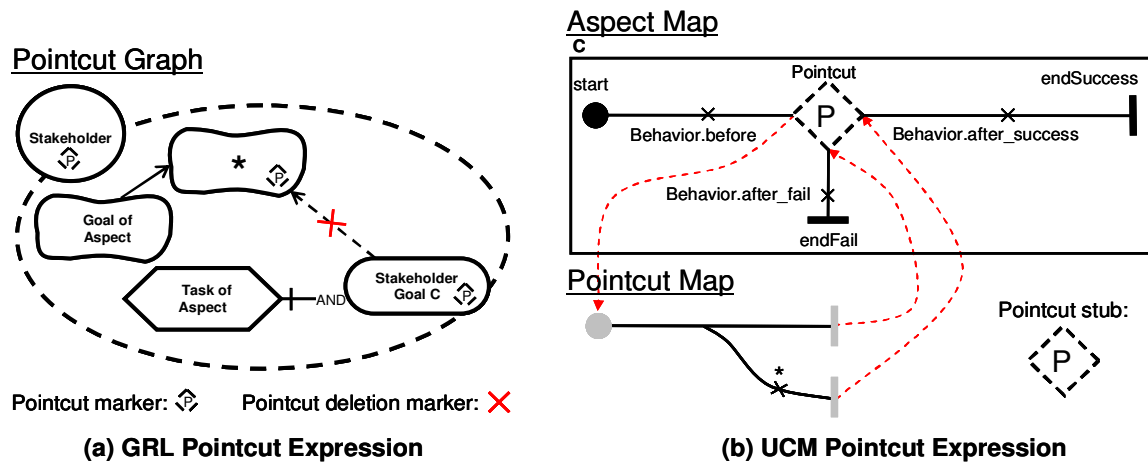 Pointcut Graph
Stakeholder
P
*
P
Goal of
Aspect
Task of
Aspect
AND
Stakeholder
Goal C
P
Pointcut marker: P
Pointcut deletion marker:
(a) GRL Pointcut Expression
Aspect Map
C
start
Pointcut
P
endSuccess
Behavior.before
Behavior.after_success
Behavior.after_fail
endFail
Pointcut Map
*
Pointcut stub:
P
(b) UCM Pointcut Expression